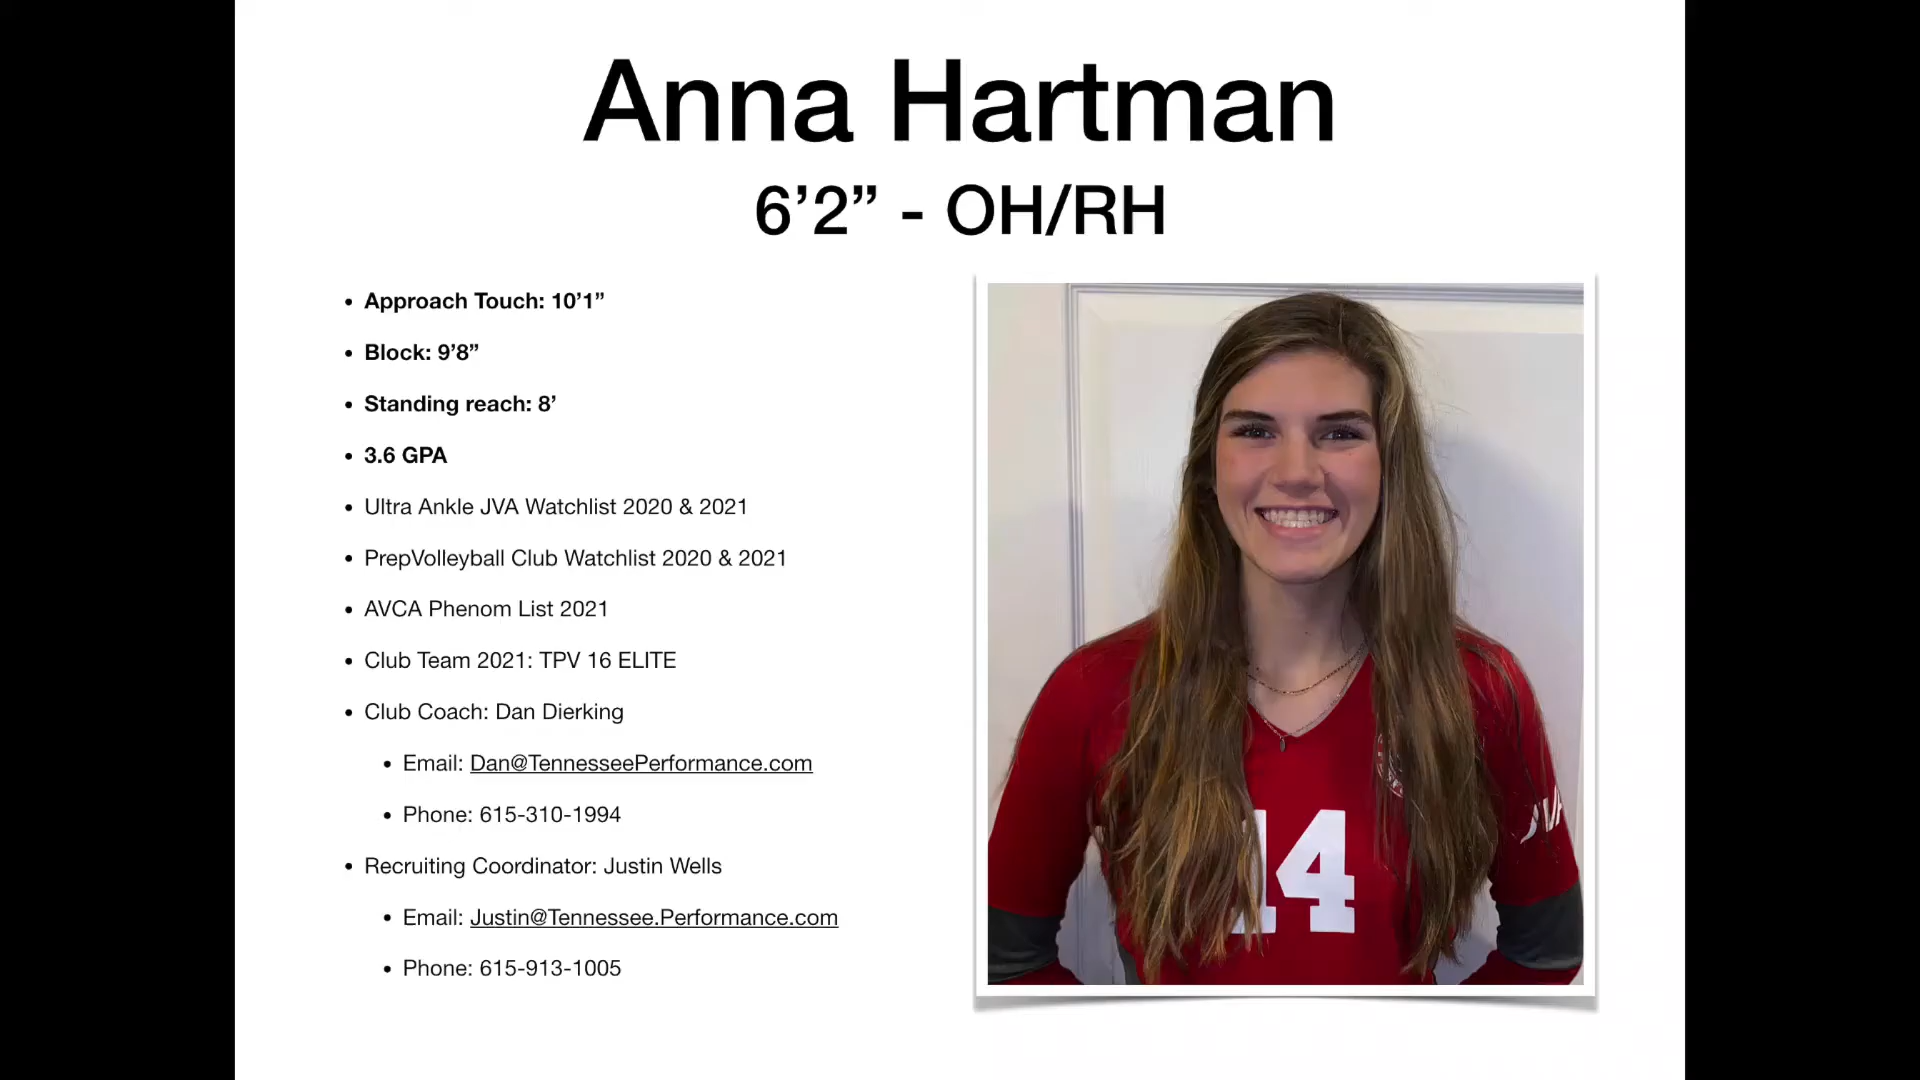 Anna Hartman
6’2” - OH/RH
• Approach Touch: 10’1”
• Block: 9’8”
• Standing reach: 8’
• 3.6 GPA
• Ultra Ankle JVA Watchlist 2020 & 2021
• PrepVolleyball Club Watchlist 2020 & 2021
• AVCA Phenom List 2021
• Club Team 2021: TPV 16 ELITE
• Club Coach: Dan Dierking
• Email: Dan@TennesseePerformance.com
• Phone: 615-310-1994
• Recruiting Coordinator: Justin Wells
• Email: Justin@Tennessee.Performance.com
• Phone: 615-913-1005
14
JVA